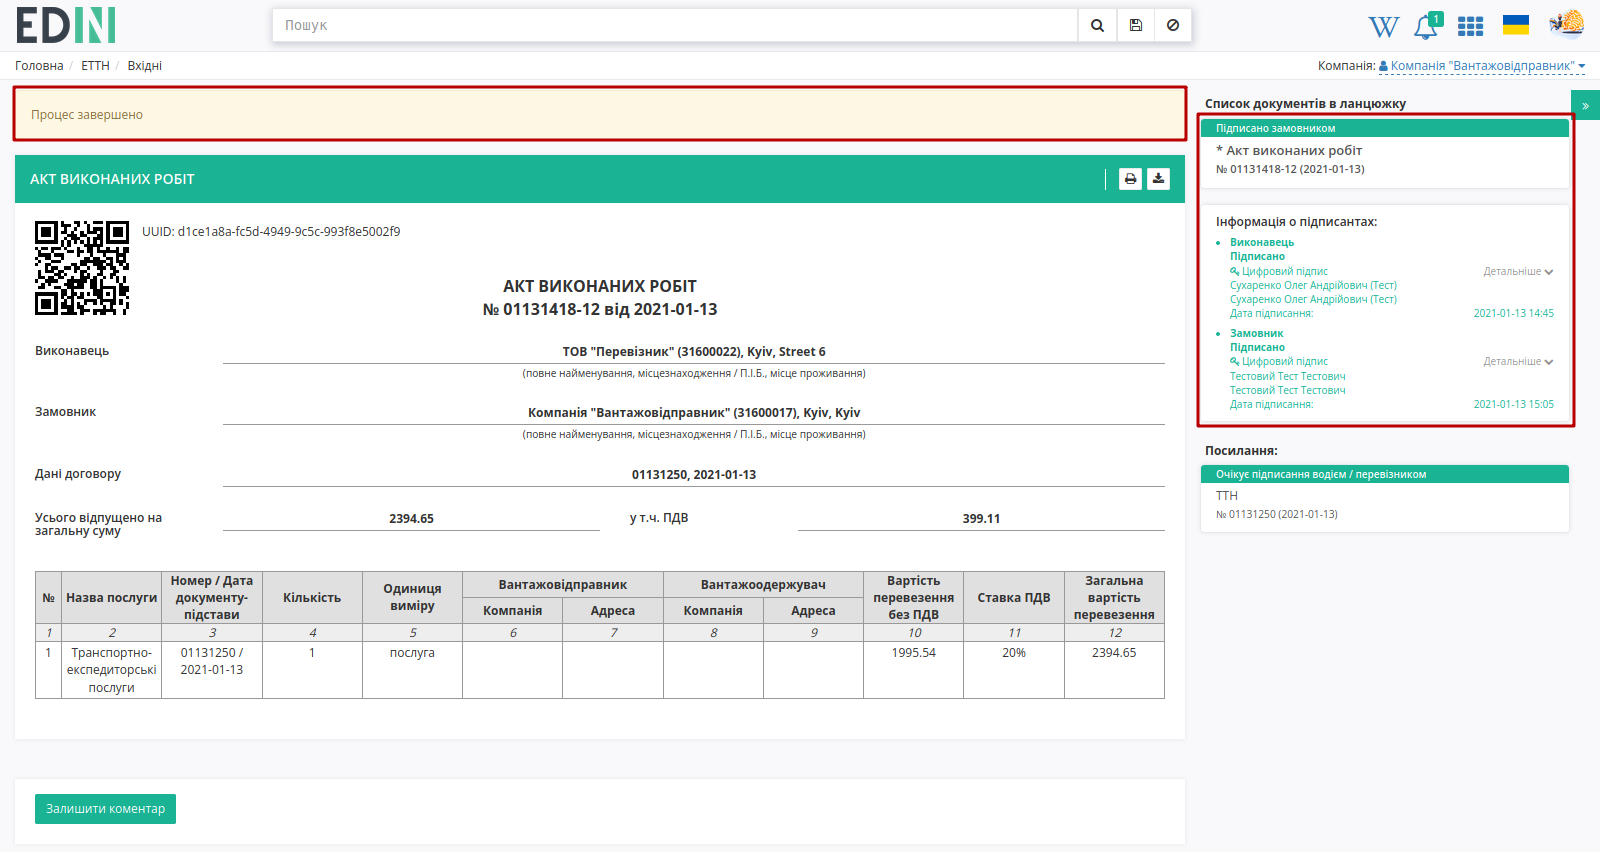 EDIN
Пошук
1
Головна / ЕТТН / Вхідні
Компанія: Компанія "Вантажовідправник"
Процес завершено
АКТ ВИКОНАНИХ РОБІТ
UUID: d1ce1a8a-fc5d-4949-9c5c-993f8e5002f9
АКТ ВИКОНАНИХ РОБІТ
№ 01131418-12 від 2021-01-13
Виконавець
ТОВ "Перевізник" (31600022), Kyiv, Street 6
(повне найменування, місцезнаходження / П.І.Б., місце проживання)
Замовник
Компанія "Вантажовідправник" (31600017), Kyiv, Kyiv
(повне найменування, місцезнаходження / П.І.Б., місце проживання)
Дані договору
01131250, 2021-01-13
Усього відпущено на
загальну суму
2394.65
у т.ч. ПДВ
399.11
№ Назва послуги Номер / Дата документу-підстави Кількість Одиниця виміру Вантажовідправник Вантажоодержувач Вартість перевезення без ПДВ Ставка ПДВ Загальна вартість перевезення
Компанія Адреса Компанія Адреса
1 2 3 4 5 6 7 8 9 10 11 12
1 Транспортно-експедиторські послуги 01131250 / 2021-01-13 1 послуга 1995.54 20% 2394.65
Залишити коментар
Список документів в ланцюжку
»
Підписано замовником
* Акт виконаних робіт
№ 01131418-12 (2021-01-13)
Інформація о підписантах:
Виконавець
Підписано
Цифровий підпис Детальніше
Сухаренко Олег Андрійович (Тест)
Сухаренко Олег Андрійович (Тест)
Дата підписання: 2021-01-13 14:45
Замовник
Підписано
Цифровий підпис Детальніше
Тестовий Тест Тестович
Тестовий Тест Тестович
Дата підписання: 2021-01-13 15:05
Посилання:
Очікує підписання водієм / перевізником
ТТН
№ 01131250 (2021-01-13)